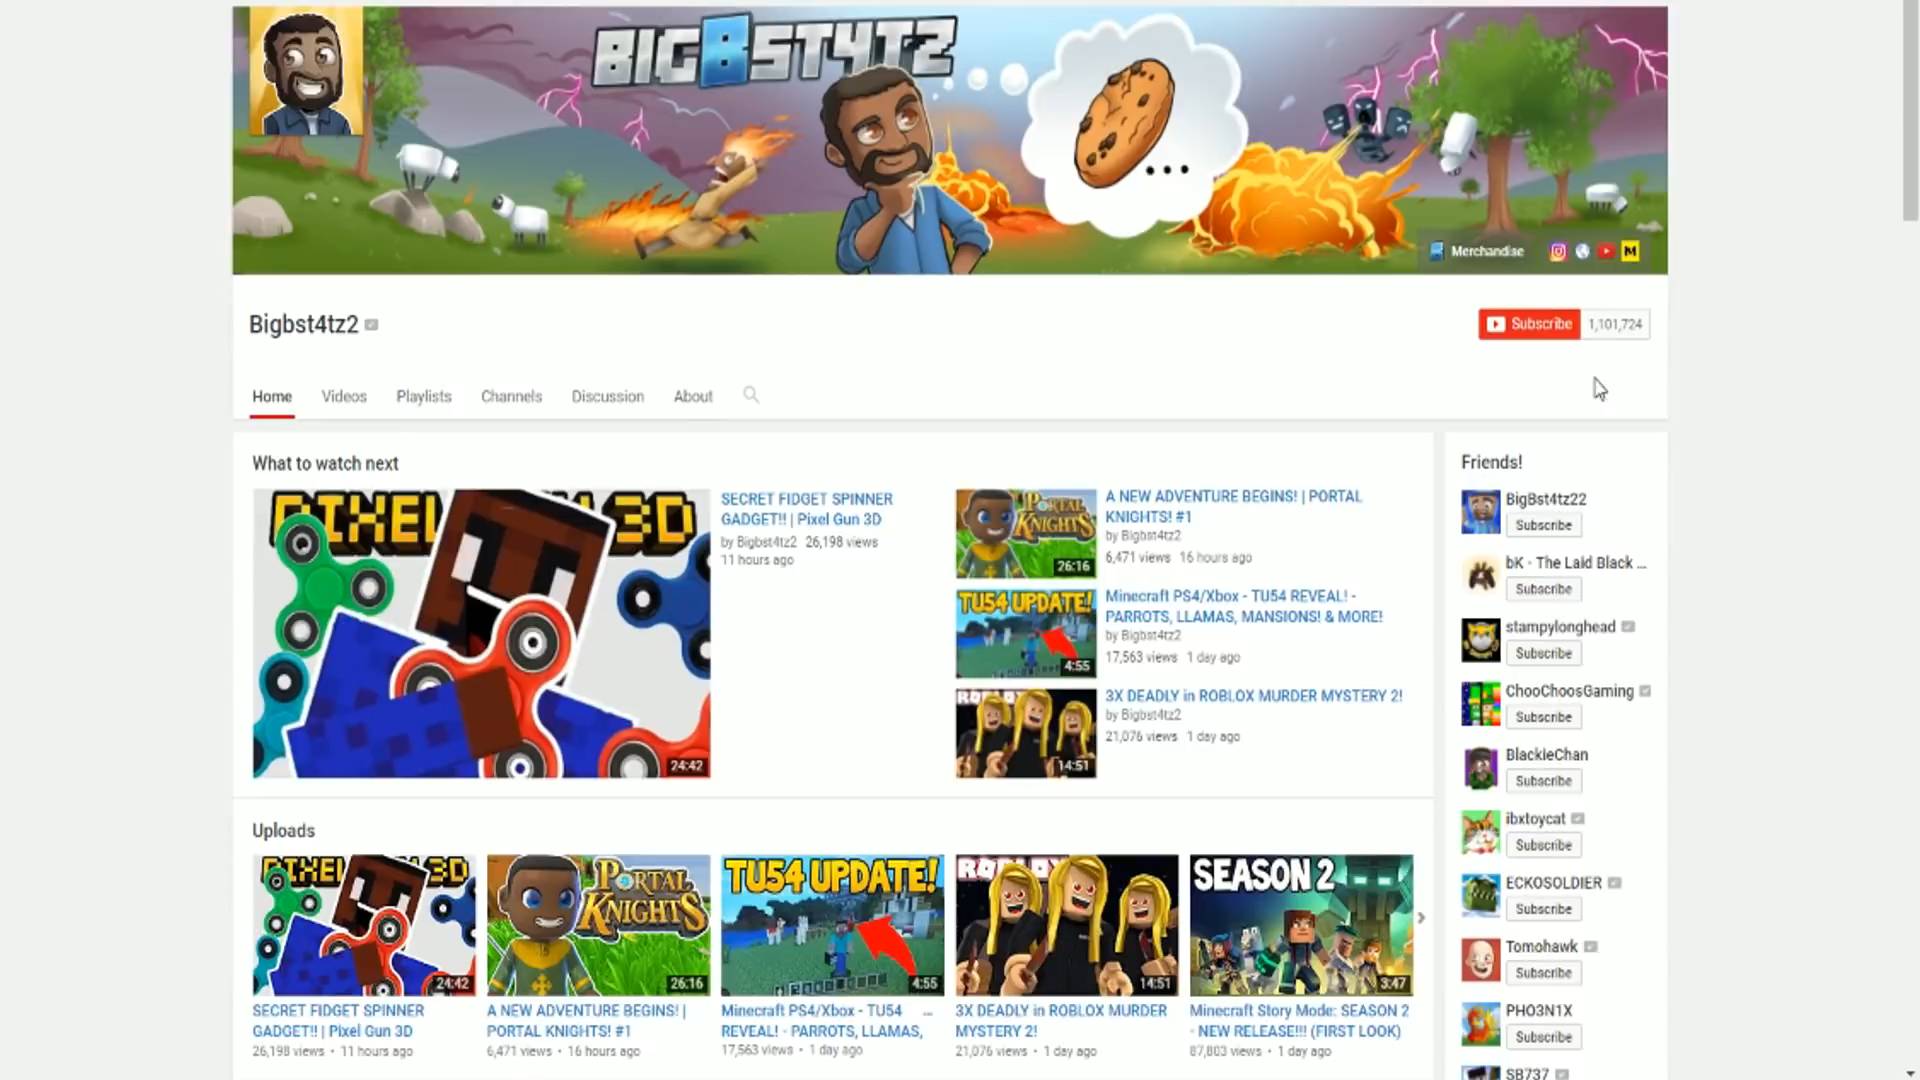 BIGBST4TZ
...
Merchandise
M
Bigbst4tz2
Subscribe 1,101,724
Home Videos Playlists Channels Discussion About
What to watch next
PIXEL 3D
24:42
SECRET FIDGET SPINNER
GADGET!! | Pixel Gun 3D
by Bigbst4tz2 26,198 views
11 hours ago
PORTAL
KNIGHTS
26:16
A NEW ADVENTURE BEGINS! | PORTAL
KNIGHTS! #1
by Bigbst4tz2
6,471 views 16 hours ago
TU54 UPDATE!
4:55
Minecraft PS4/Xbox - TU54 REVEAL! -
PARROTS, LLAMAS, MANSIONS! & MORE!
by Bigbst4tz2
17,563 views 1 day ago
ROBLOX
14:51
3X DEADLY in ROBLOX MURDER MYSTERY 2!
by Bigbst4tz2
21,076 views 1 day ago
Uploads
PIXEL 3D
24:42
SECRET FIDGET SPINNER
GADGET!! | Pixel Gun 3D
26,198 views • 11 hours ago
PORTAL
KNIGHTS
26:16
A NEW ADVENTURE BEGINS! |
PORTAL KNIGHTS! #1
6,471 views • 16 hours ago
TU54 UPDATE!
4:55
Minecraft PS4/Xbox - TU54 ...
REVEAL! - PARROTS, LLAMAS,
17,563 views • 1 day ago
ROBLOX
14:51
3X DEADLY in ROBLOX MURDER
MYSTERY 2!
21,076 views • 1 day ago
SEASON 2
3:47
Minecraft Story Mode: SEASON 2
- NEW RELEASE!!! (FIRST LOOK)
87,803 views • 1 day ago
Friends!
BigBst4tz22
Subscribe
bK - The Laid Black ...
Subscribe
stampylonghead
Subscribe
ChooChoosGaming
Subscribe
BlackieChan
Subscribe
ibxtoycat
Subscribe
ECKOSOLDIER
Subscribe
Tomohawk
Subscribe
PHO3N1X
Subscribe
SB737